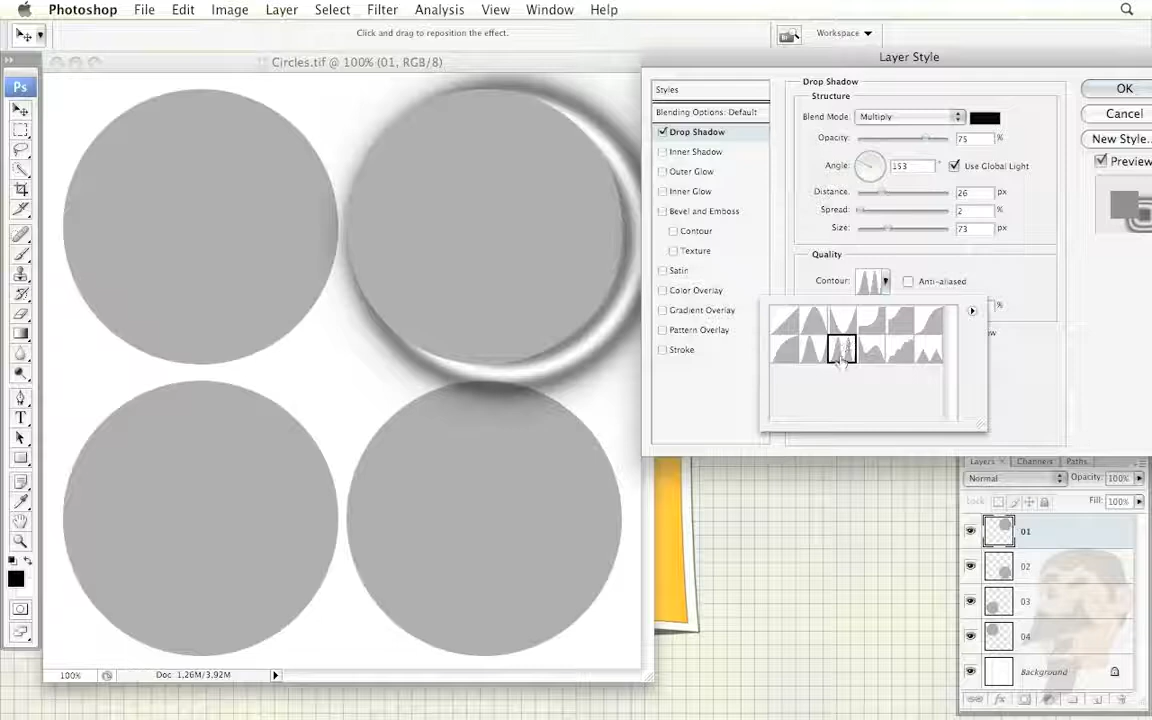 Photoshop File Edit Image Layer Select Filter Analysis View Window Help
Click and drag to reposition the effect.
Workspace
Circles.tif @ 100% (01, RGB/8)
Layer Style
Ps
Styles
Blending Options: Default
Drop Shadow
Inner Shadow
Outer Glow
Inner Glow
Bevel and Emboss
Contour
Texture
Satin
Color Overlay
Gradient Overlay
Pattern Overlay
Stroke
Drop Shadow
Structure
Blend Mode: Multiply
Opacity: 75 %
Angle: 153 ° Use Global Light
Distance: 26 px
Spread: 2 %
Size: 73 px
Quality
Contour: Anti-aliased
%
OK
Cancel
New Style...
Preview
T
Layers × Channels Paths
Normal Opacity: 100%
Lock Fill: 100%
01
02
03
04
Background
100% Doc 1,26M/3,92M